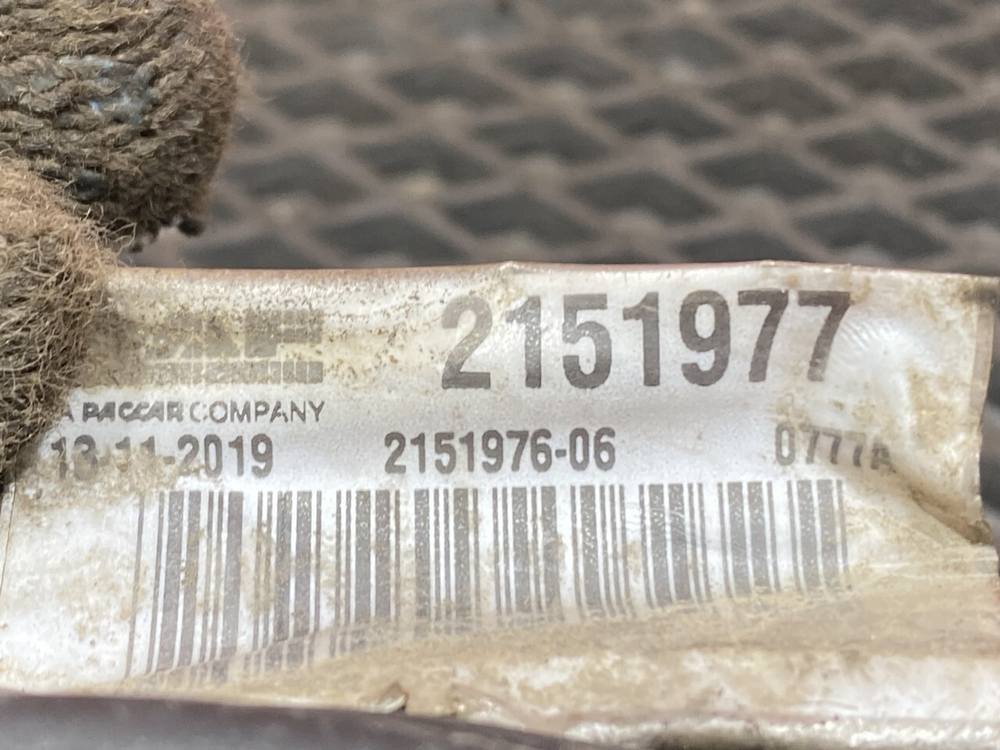 2151977
A PACCAR COMPANY
13-11-2019 2151976-06 0777A